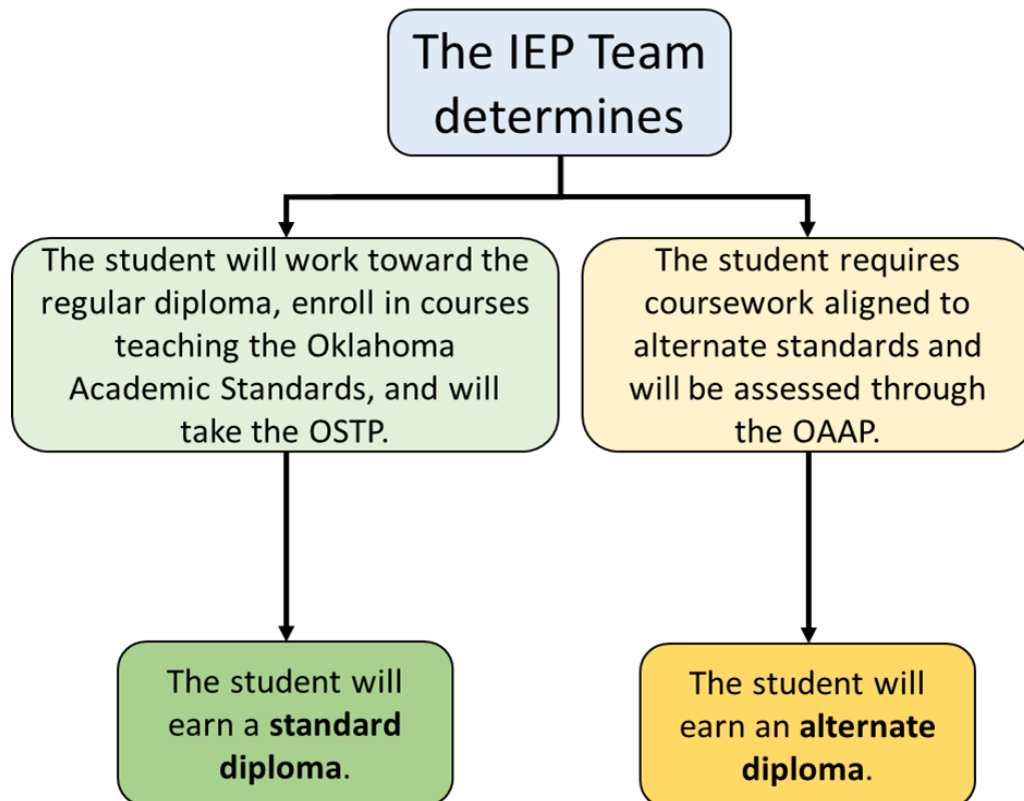 The IEP Team
determines
The student will work toward the
regular diploma, enroll in courses
teaching the Oklahoma
Academic Standards, and will
take the OSTP.
The student requires
coursework aligned to
alternate standards and
will be assessed through
the OAAP.
The student will
earn a standard
diploma.
The student will
earn an alternate
diploma.